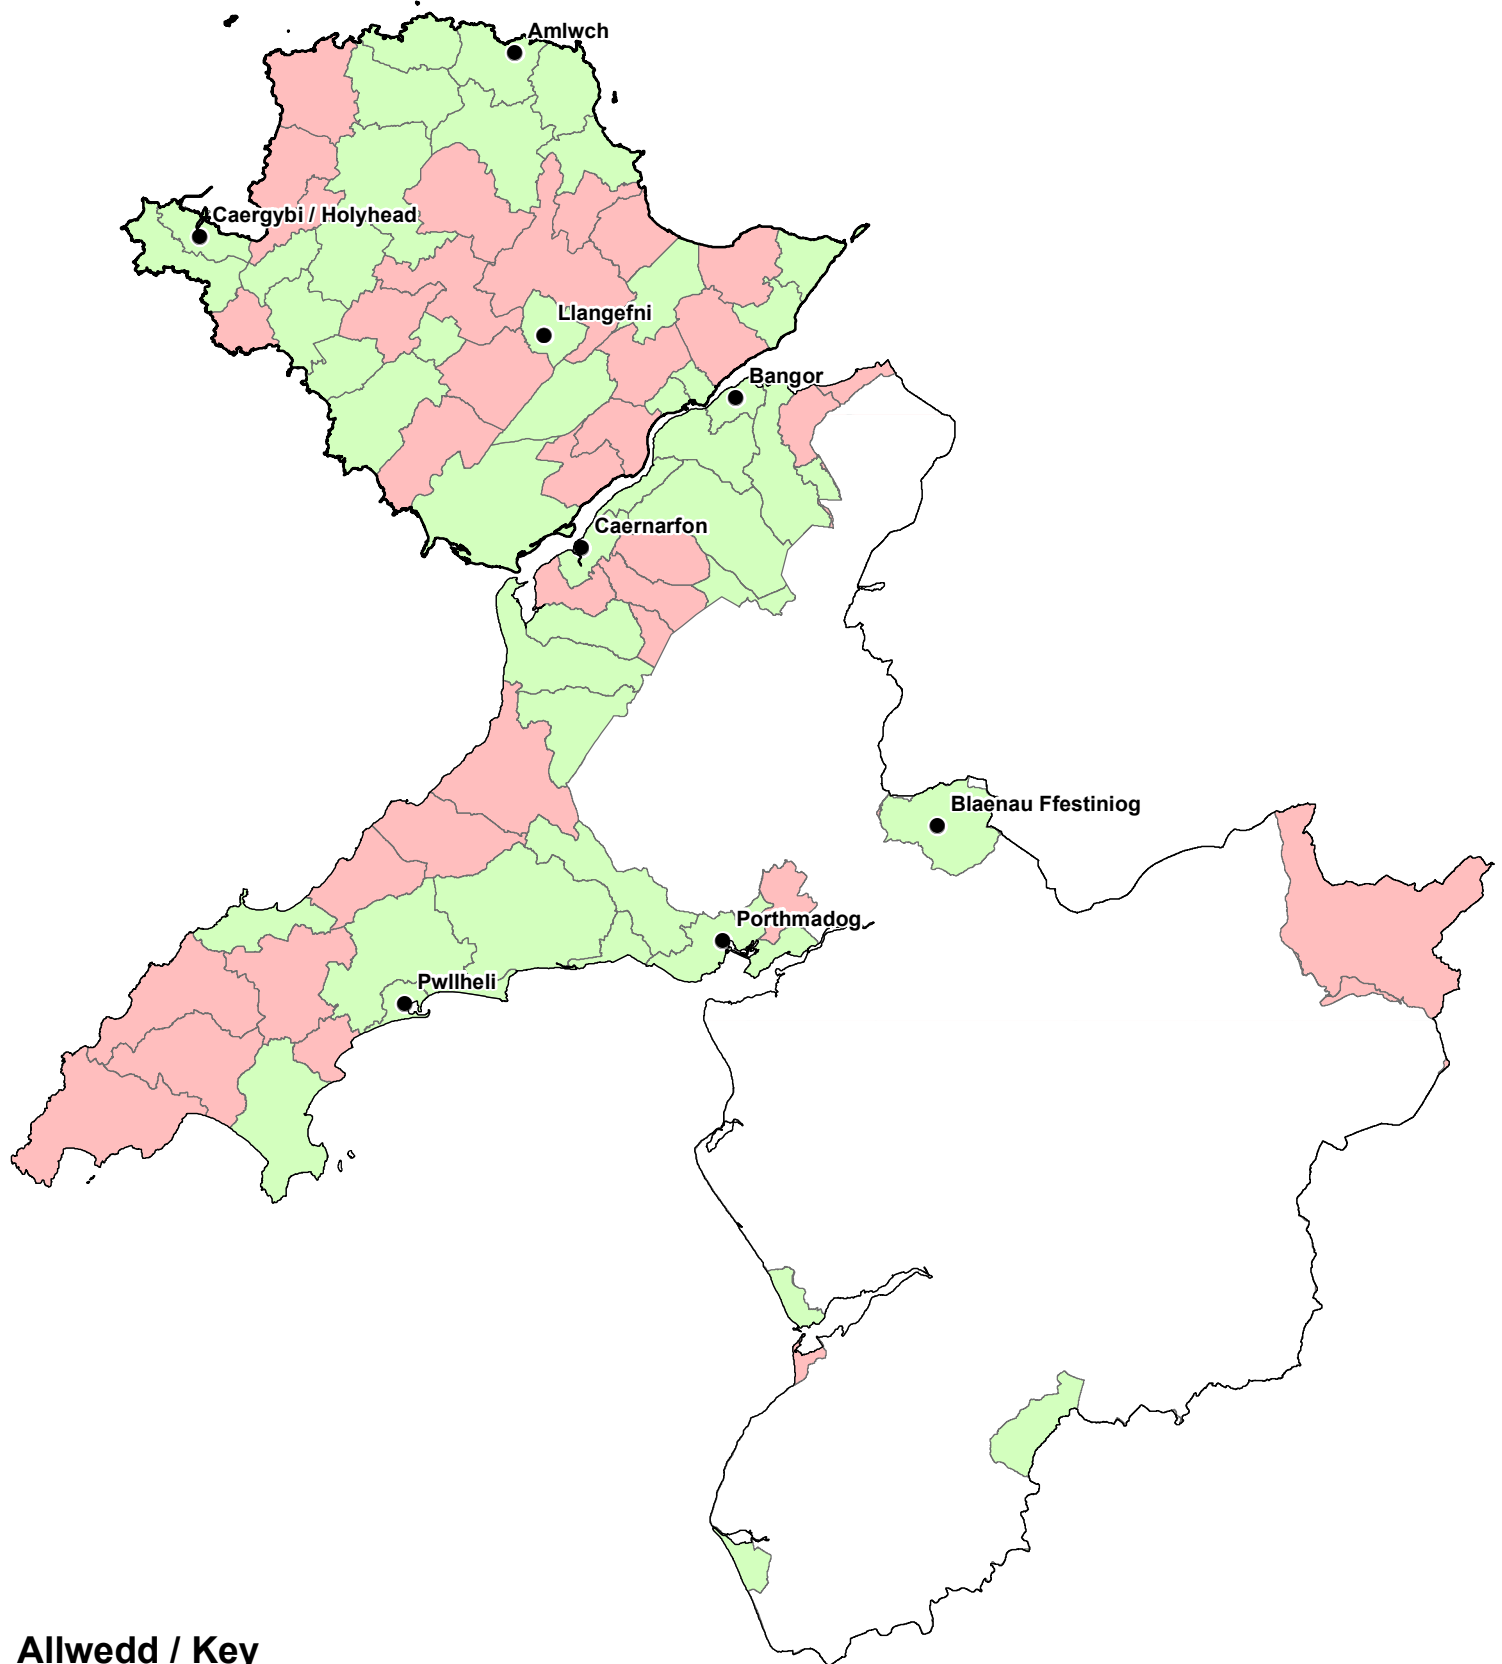 Amlwch
Caergybi / Holyhead
Llangefni
Bangor
Caernarfon
Blaenau Ffestiniog
Porthmadog
Pwllheli
Allwedd / Key